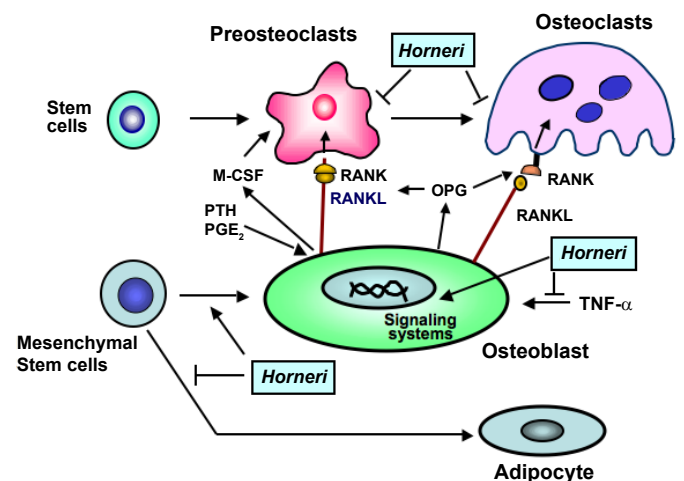 Preosteoclasts
Osteoclasts
Horneri
Stem
cells
M-CSF
RANK
RANKL
OPG
RANK
RANKL
PTH
PGE₂
Horneri
TNF-α
Signaling
systems
Osteoblast
Mesenchymal
Stem cells
Horneri
Adipocyte